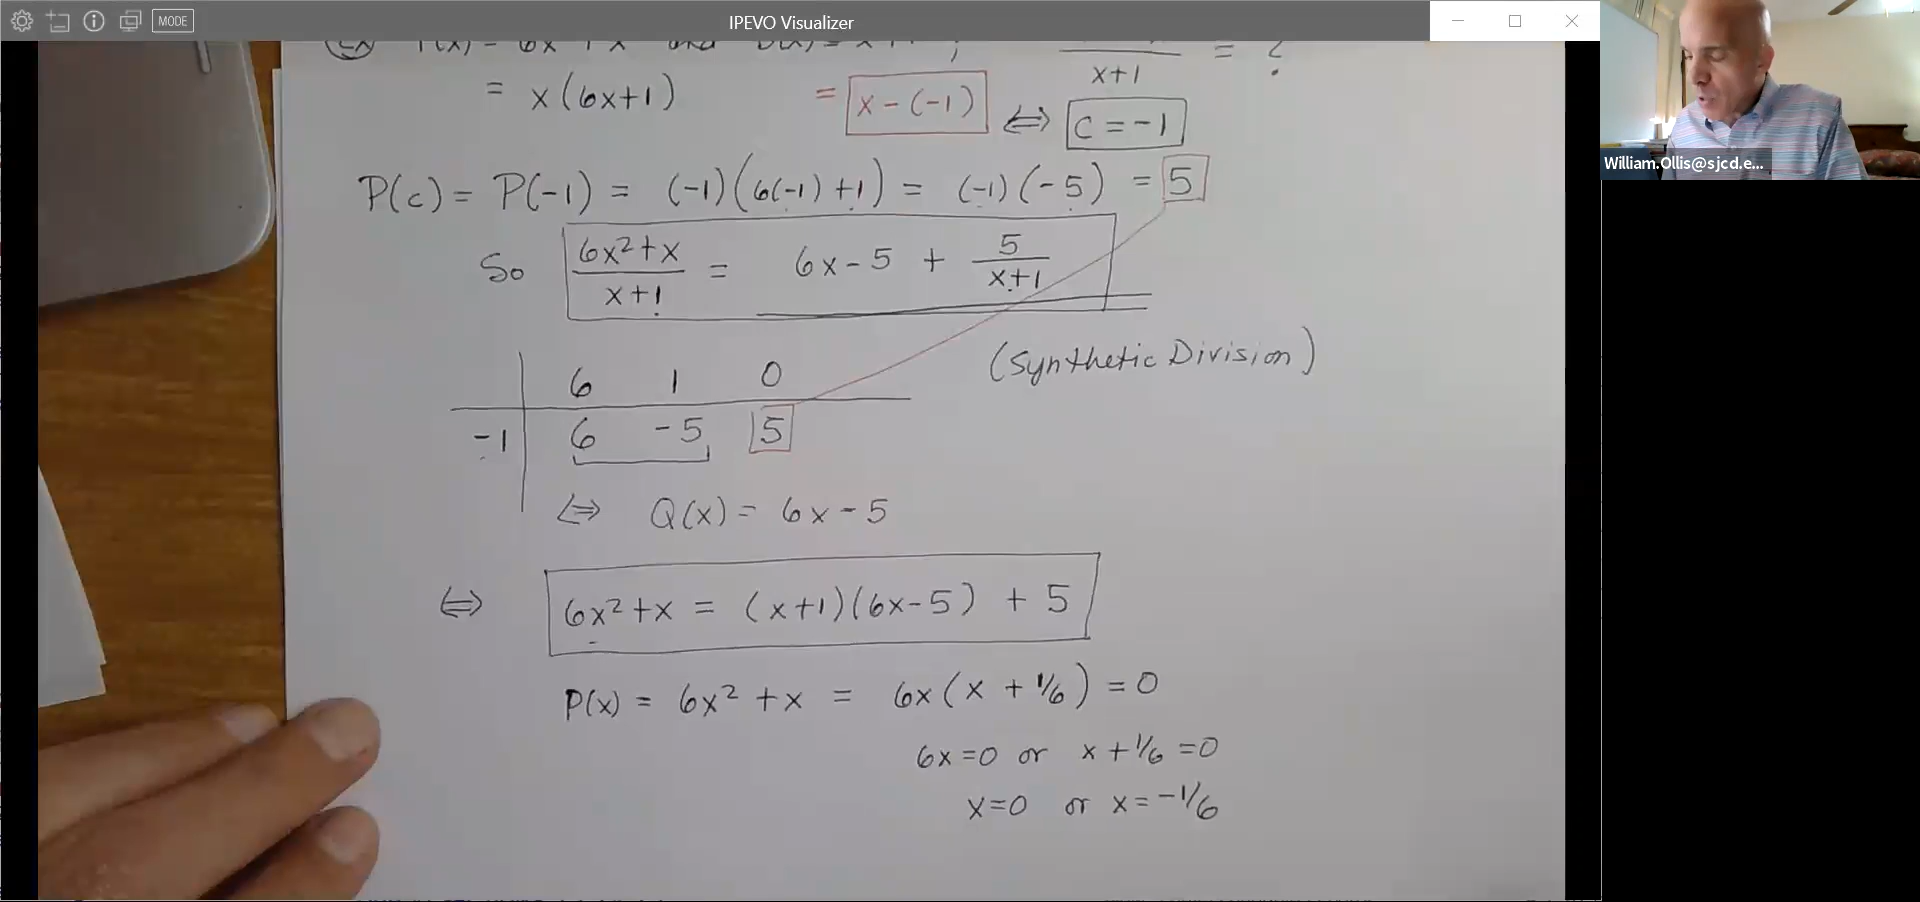 MODE
IPEVO Visualizer
William.Ollis@sjcd.e...
= x(6x+1) = x-(-1) ⇔ c = -1
x+1 = ?
P(c) = P(-1) = (-1)(6(-1)+1) = (-1)(-5) = 5
So (6x²+x)/(x+1) = 6x-5 + 5/(x+1)
(Synthetic Division)
6 1 0
-1 6 -5 5
⇔ Q(x) = 6x-5
⇔ 6x²+x = (x+1)(6x-5) + 5
P(x) = 6x²+x = 6x(x + 1/6) = 0
6x=0 or x+1/6=0
x=0 or x=-1/6